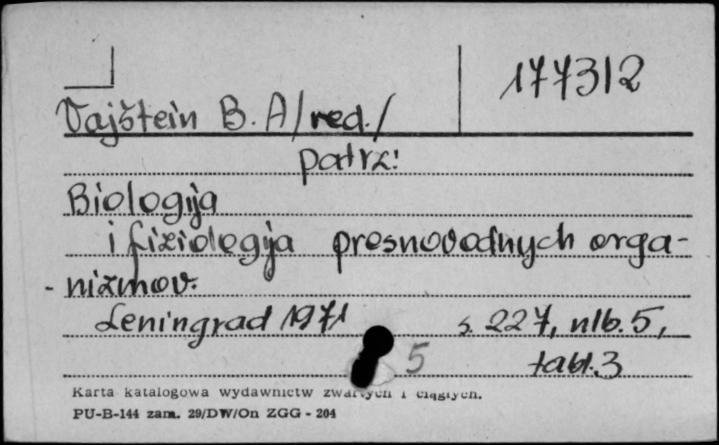 177312
Vajštein B. A/red./
patrz:
Biologija
i fiziologija presnovodnych orga-
- nizmov.
Leningrad 1971 s. 227, nlb. 5,
5 tabl. 3
Karta katalogowa wydawnictw zwartych i ciągłych.
PU-B-144 zam. 29/DW/On ZGG - 204